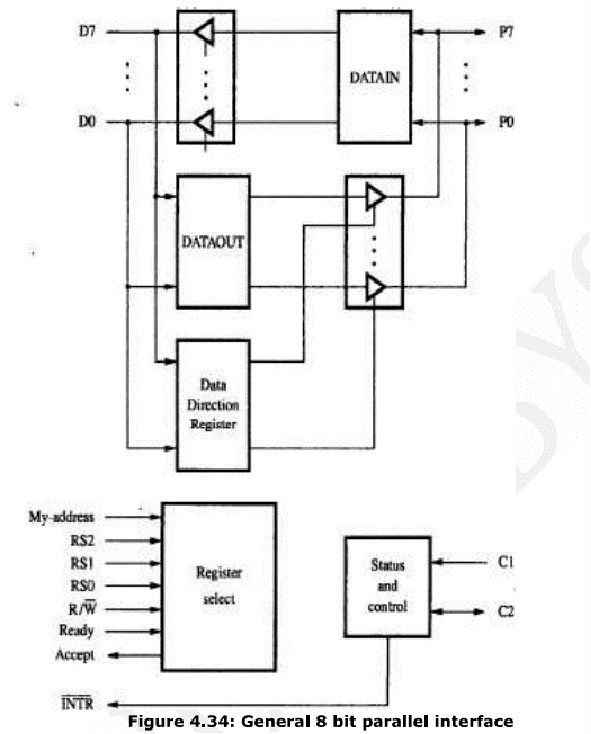 D7
DATAIN
P7
D0
P0
DATAOUT
Data
Direction
Register
My-address
RS2
RS1
RS0
R/W̅
Ready
Accept
Register
select
Status
and
control
C1
C2
I̅N̅T̅R̅
Figure 4.34: General 8 bit parallel interface